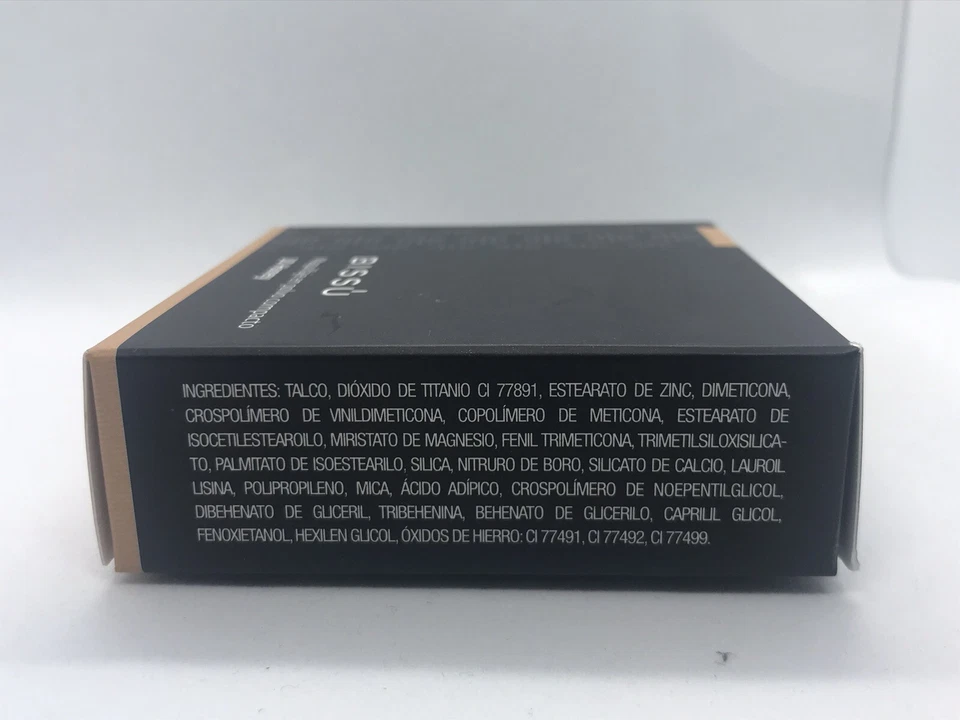 BISSÚ
compacto
INGREDIENTES: TALCO, DIÓXIDO DE TITANIO CI 77891, ESTEARATO DE ZINC, DIMETICONA,
CROSPOLÍMERO DE VINILDIMETICONA, COPOLÍMERO DE METICONA, ESTEARATO DE
ISOCETILESTEAROILO, MIRISTATO DE MAGNESIO, FENIL TRIMETICONA, TRIMETILSILOXISILICA-
TO, PALMITATO DE ISOESTEARILO, SILICA, NITRURO DE BORO, SILICATO DE CALCIO, LAUROIL
LISINA, POLIPROPILENO, MICA, ÁCIDO ADÍPICO, CROSPOLÍMERO DE NOEPENTILGLICOL,
DIBEHENATO DE GLICERIL, TRIBEHENINA, BEHENATO DE GLICERILO, CAPRILIL GLICOL,
FENOXIETANOL, HEXILEN GLICOL, ÓXIDOS DE HIERRO: CI 77491, CI 77492, CI 77499.